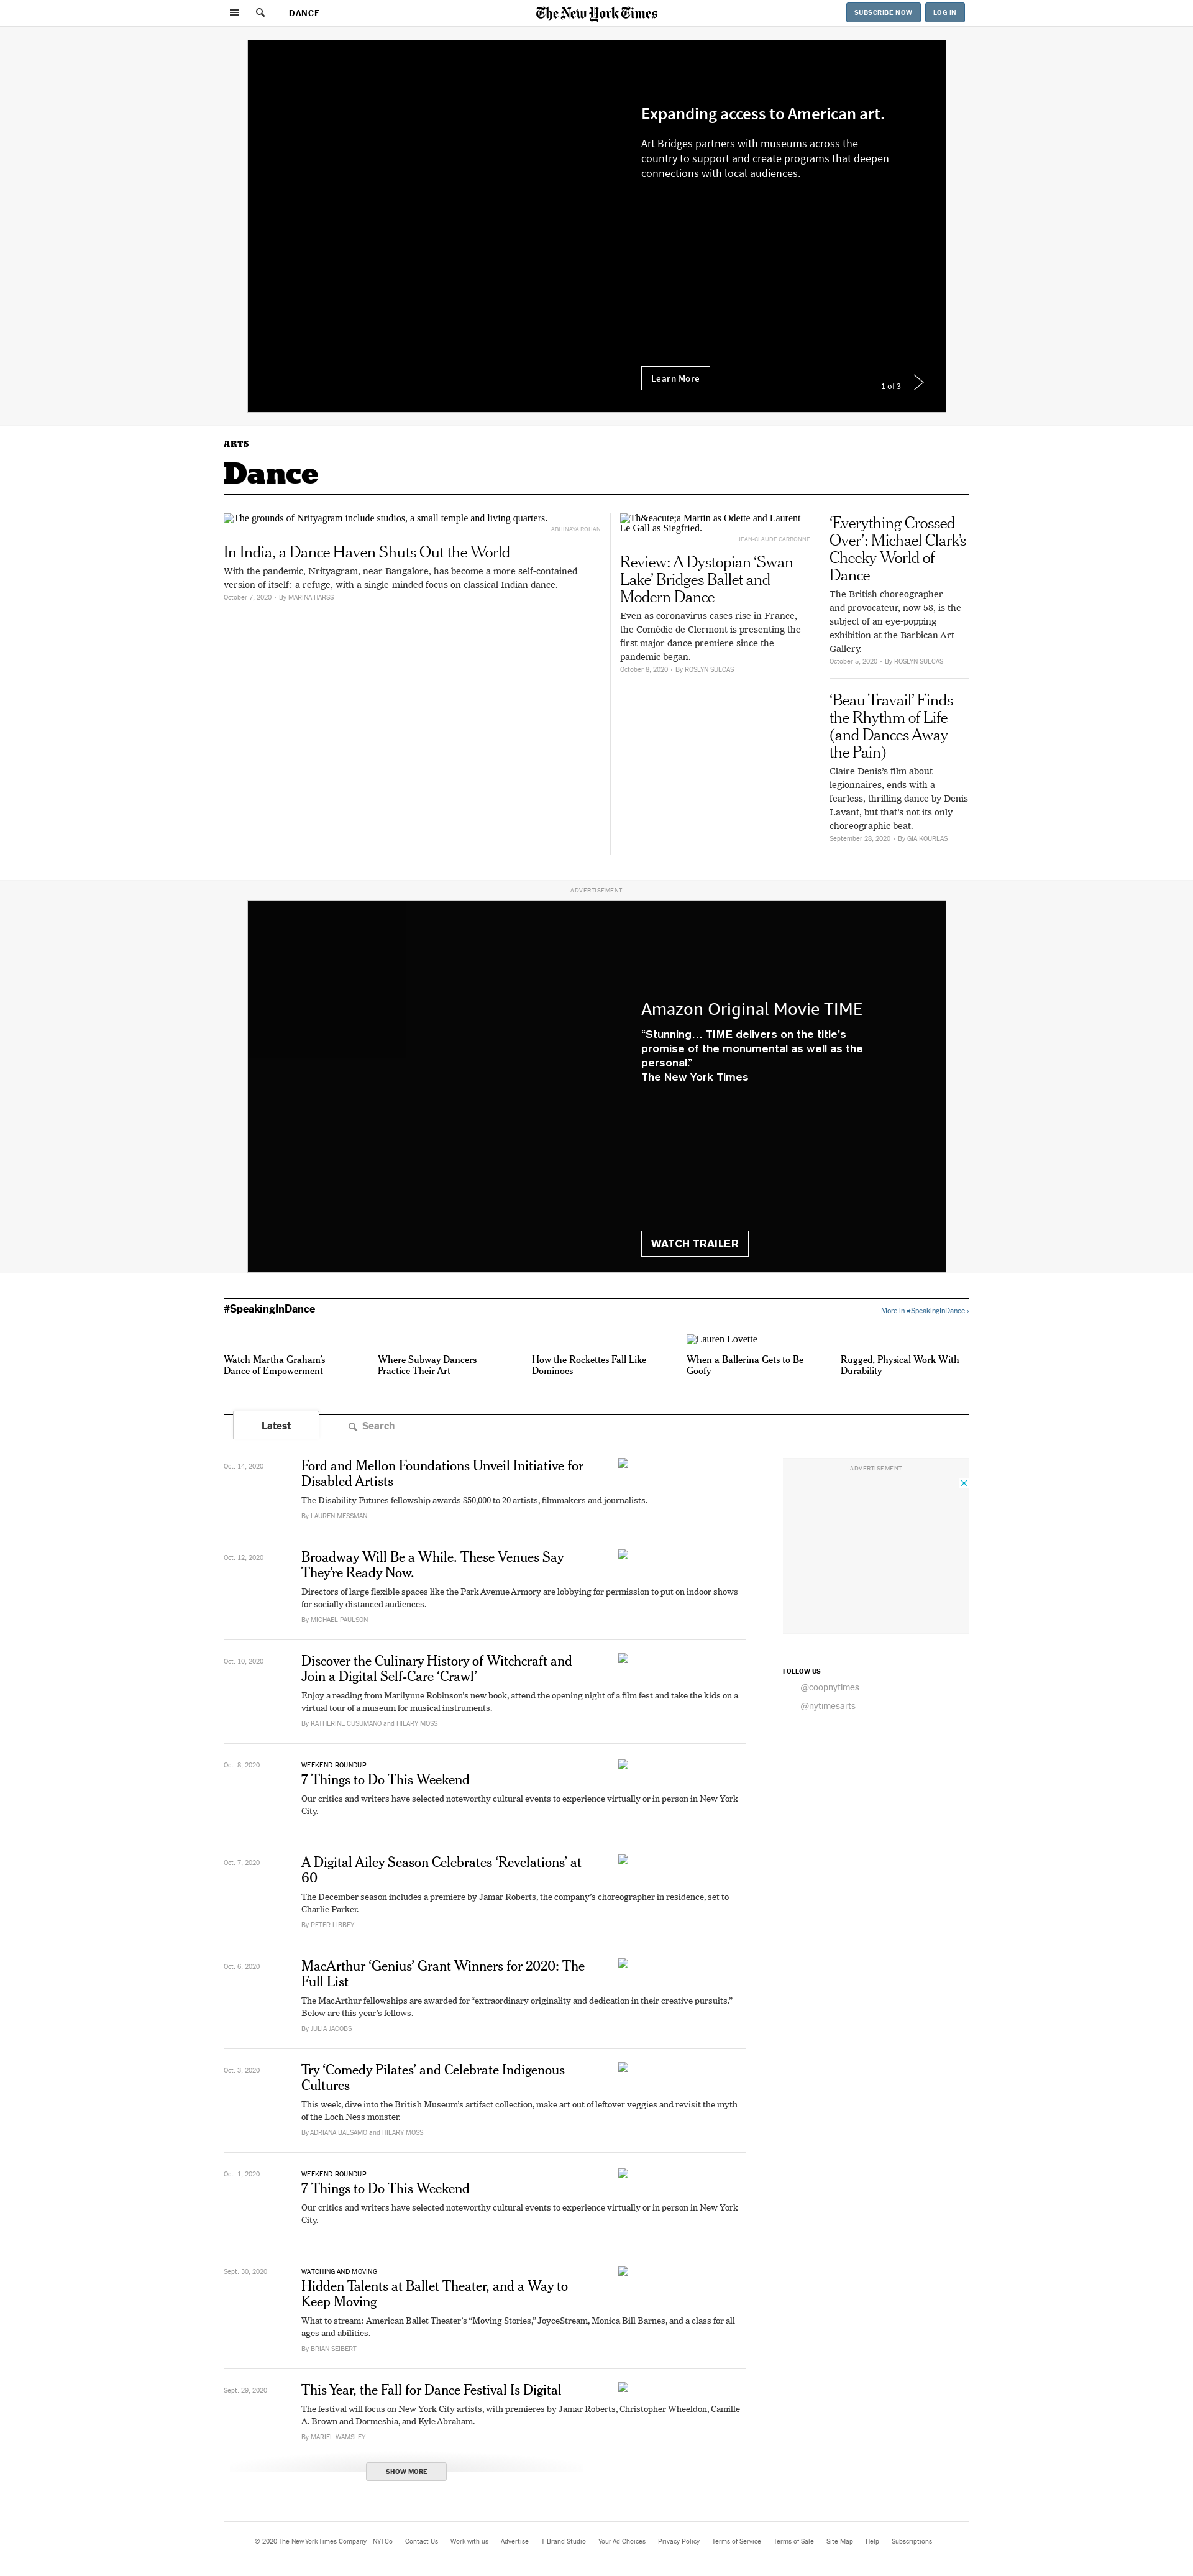 DANCE
The New York Times
SUBSCRIBE NOW
LOG IN
Expanding access to American art.
Art Bridges partners with museums across the
country to support and create programs that deepen
connections with local audiences.
Learn More
1 of 3
ARTS
Dance
The grounds of Nrityagram include studios, a small temple and living quarters.
ABHINAVA ROHAN
In India, a Dance Haven Shuts Out the World
With the pandemic, Nrityagram, near Bangalore, has become a more self-contained
version of itself: a refuge, with a single-minded focus on classical Indian dance.
October 7, 2020 • By MARINA HARSS
Th&eacute;a Martin as Odette and Laurent
Le Gall as Siegfried.
JEAN-CLAUDE CARBONNE
Review: A Dystopian ‘Swan
Lake’ Bridges Ballet and
Modern Dance
Even as coronavirus cases rise in France,
the Comédie de Clermont is presenting the
first major dance premiere since the
pandemic began.
October 8, 2020 • By ROSLYN SULCAS
‘Everything Crossed
Over’: Michael Clark’s
Cheeky World of
Dance
The British choreographer
and provocateur, now 58, is the
subject of an eye-popping
exhibition at the Barbican Art
Gallery.
October 5, 2020 • By ROSLYN SULCAS
‘Beau Travail’ Finds
the Rhythm of Life
(and Dances Away
the Pain)
Claire Denis’s film about
legionnaires, ends with a
fearless, thrilling dance by Denis
Lavant, but that’s not its only
choreographic beat.
September 28, 2020 • By GIA KOURLAS
ADVERTISEMENT
Amazon Original Movie TIME
“Stunning… TIME delivers on the title’s
promise of the monumental as well as the
personal.”
The New York Times
WATCH TRAILER
#SpeakingInDance
More in #SpeakingInDance ›
Watch Martha Graham’s
Dance of Empowerment
Where Subway Dancers
Practice Their Art
How the Rockettes Fall Like
Dominoes
Lauren Lovette
When a Ballerina Gets to Be
Goofy
Rugged, Physical Work With
Durability
Latest
Search
Oct. 14, 2020
Ford and Mellon Foundations Unveil Initiative for
Disabled Artists
The Disability Futures fellowship awards $50,000 to 20 artists, filmmakers and journalists.
By LAUREN MESSMAN
ADVERTISEMENT
Oct. 12, 2020
Broadway Will Be a While. These Venues Say
They’re Ready Now.
Directors of large flexible spaces like the Park Avenue Armory are lobbying for permission to put on indoor shows
for socially distanced audiences.
By MICHAEL PAULSON
Oct. 10, 2020
Discover the Culinary History of Witchcraft and
Join a Digital Self-Care ‘Crawl’
Enjoy a reading from Marilynne Robinson’s new book, attend the opening night of a film fest and take the kids on a
virtual tour of a museum for musical instruments.
By KATHERINE CUSUMANO and HILARY MOSS
FOLLOW US
@coopnytimes
@nytimesarts
Oct. 8, 2020
WEEKEND ROUNDUP
7 Things to Do This Weekend
Our critics and writers have selected noteworthy cultural events to experience virtually or in person in New York
City.
Oct. 7, 2020
A Digital Ailey Season Celebrates ‘Revelations’ at
60
The December season includes a premiere by Jamar Roberts, the company’s choreographer in residence, set to
Charlie Parker.
By PETER LIBBEY
Oct. 6, 2020
MacArthur ‘Genius’ Grant Winners for 2020: The
Full List
The MacArthur fellowships are awarded for “extraordinary originality and dedication in their creative pursuits.”
Below are this year’s fellows.
By JULIA JACOBS
Oct. 3, 2020
Try ‘Comedy Pilates’ and Celebrate Indigenous
Cultures
This week, dive into the British Museum’s artifact collection, make art out of leftover veggies and revisit the myth
of the Loch Ness monster.
By ADRIANA BALSAMO and HILARY MOSS
Oct. 1, 2020
WEEKEND ROUNDUP
7 Things to Do This Weekend
Our critics and writers have selected noteworthy cultural events to experience virtually or in person in New York
City.
Sept. 30, 2020
WATCHING AND MOVING
Hidden Talents at Ballet Theater, and a Way to
Keep Moving
What to stream: American Ballet Theater’s “Moving Stories,” JoyceStream, Monica Bill Barnes, and a class for all
ages and abilities.
By BRIAN SEIBERT
Sept. 29, 2020
This Year, the Fall for Dance Festival Is Digital
The festival will focus on New York City artists, with premieres by Jamar Roberts, Christopher Wheeldon, Camille
A. Brown and Dormeshia, and Kyle Abraham.
By MARIEL WAMSLEY
SHOW MORE
© 2020 The New York Times Company NYTCo Contact Us Work with us Advertise T Brand Studio Your Ad Choices Privacy Policy Terms of Service Terms of Sale Site Map Help Subscriptions